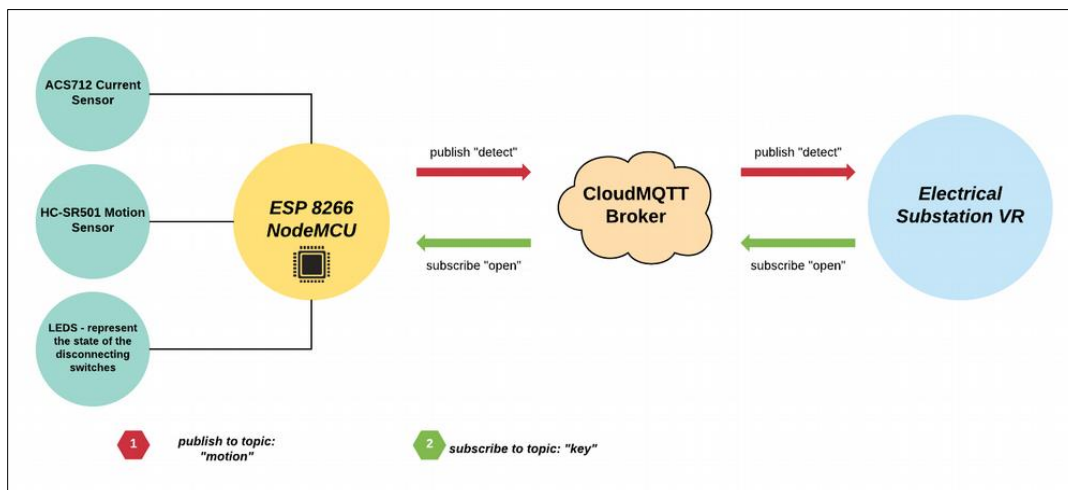 ACS712 Current
Sensor
HC-SR501 Motion
Sensor
LEDS - represent
the state of the
disconnecting
switches
ESP 8266
NodeMCU
publish "detect"
subscribe "open"
CloudMQTT
Broker
publish "detect"
subscribe "open"
Electrical
Substation VR
1
publish to topic:
"motion"
2
subscribe to topic: "key"